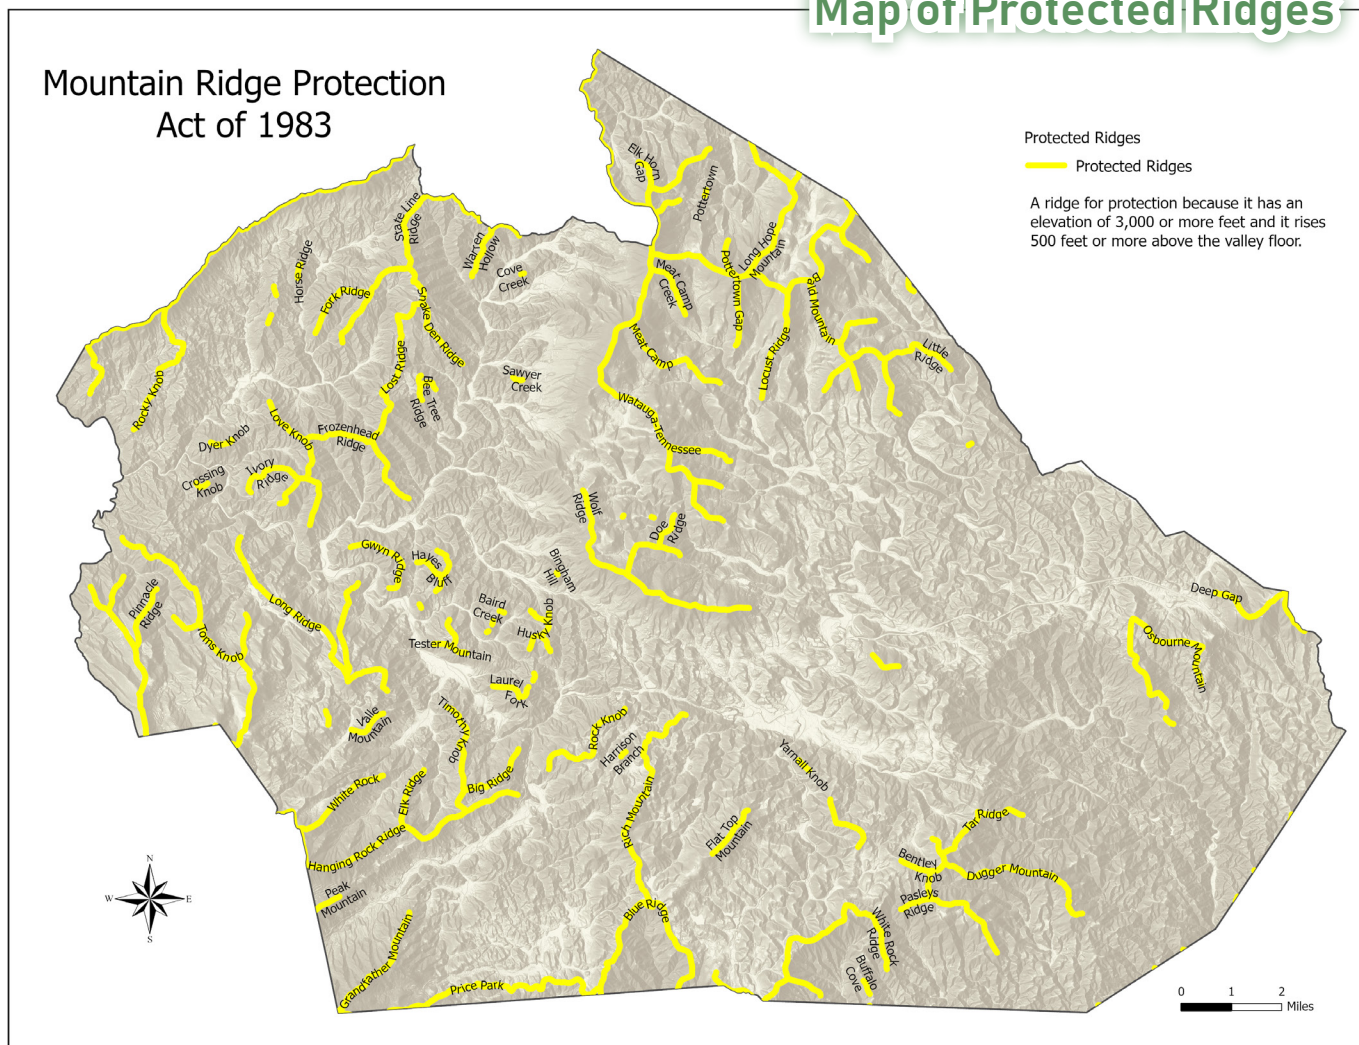 Map of Protected Ridges
Mountain Ridge Protection
Act of 1983
Protected Ridges
Protected Ridges
A ridge for protection because it has an
elevation of 3,000 or more feet and it rises
500 feet or more above the valley floor.
Elk Horn
Gap
Pottertown
State Line
Ridge
Warren
Hollow
Cove
Creek
Horse Ridge
Fork Ridge
Snake Den Ridge
Meat Camp
Creek
Pottertown Gap
Long Hope
Mountain
Bald Mountain
Little
Ridge
Locust Ridge
Meat Camp
Lost Ridge
Bee Tree
Ridge
Sawyer
Creek
Rocky Knob
Watauga-Tennessee
Dyer Knob
Love Knob
Frozenhead
Ridge
Crossing
Knob
Ivory
Ridge
Wolf
Ridge
Doe
Ridge
Gwyn Ridge
Hayes
Bluff
Bingham
Hill
Pinnacle
Ridge
Long Ridge
Toms Knob
Baird
Creek
Husky Knob
Tester Mountain
Laurel
Fork
Deep Gap
Osbourne Mountain
Valle
Mountain
Timothy Knob
Rock Knob
Harrison
Branch
Yarnall Knob
White Rock
Elk Ridge
Big Ridge
Rich Mountain
Flat Top
Mountain
Tar Ridge
Hanging Rock Ridge
Bentley
Knob
Dugger Mountain
Peak
Mountain
Pasleys
Ridge
Blue Ridge
White Rock
Ridge
Grandfather Mountain
Buffalo
Cove
Price Park
N
W
E
S
0 1 2
Miles